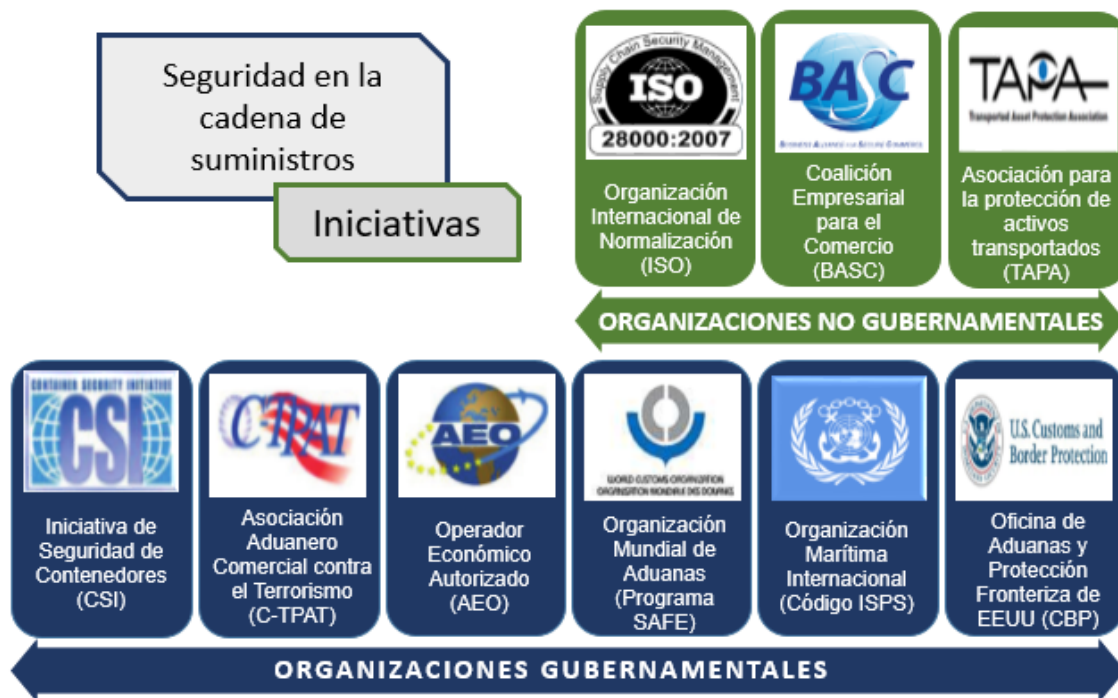 Seguridad en la
cadena de
suministros
Iniciativas
Supply Chain Security Management
ISO
28000:2007
Organización
Internacional de
Normalización
(ISO)
BASC
BUSINESS ALLIANCE FOR SECURE COMMERCE
Coalición
Empresarial
para el
Comercio
(BASC)
TAPA
Transported Asset Protection Association
Asociación para
la protección de
activos
transportados
(TAPA)
ORGANIZACIONES NO GUBERNAMENTALES
CONTAINER SECURITY INITIATIVE
CSI
Iniciativa de
Seguridad de
Contenedores
(CSI)
C-TPAT
Asociación
Aduanero
Comercial contra
el Terrorismo
(C-TPAT)
AEO
Operador
Económico
Autorizado
(AEO)
WORLD CUSTOMS ORGANIZATION
ORGANISATION MONDIALE DES DOUANES
Organización
Mundial de
Aduanas
(Programa
SAFE)
Organización
Marítima
Internacional
(Código ISPS)
U.S. Customs and
Border Protection
Oficina de
Aduanas y
Protección
Fronteriza de
EEUU (CBP)
ORGANIZACIONES GUBERNAMENTALES